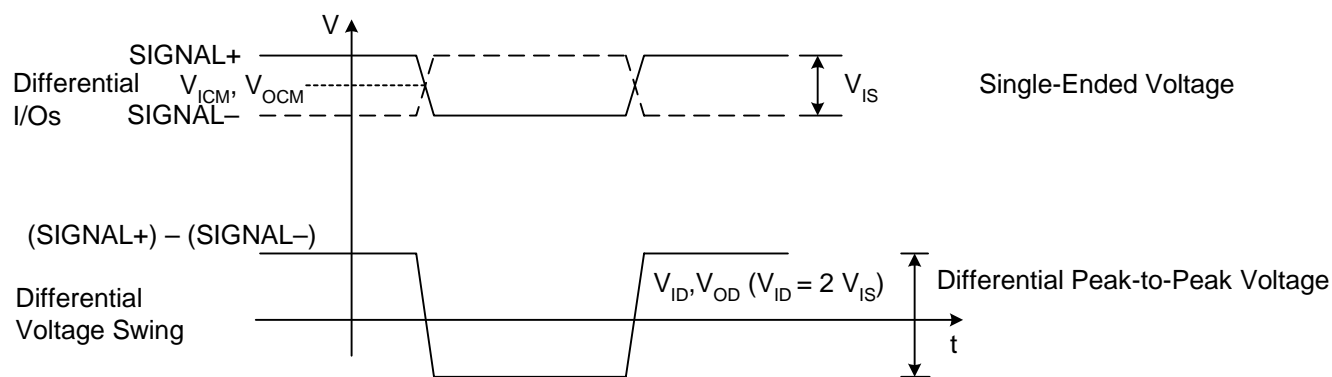 V
SIGNAL+
Differential V_ICM, V_OCM
I/Os SIGNAL–
V_IS
Single-Ended Voltage
(SIGNAL+) – (SIGNAL–)
V_ID,V_OD (V_ID = 2 V_IS)
Differential Peak-to-Peak Voltage
Differential
Voltage Swing
t